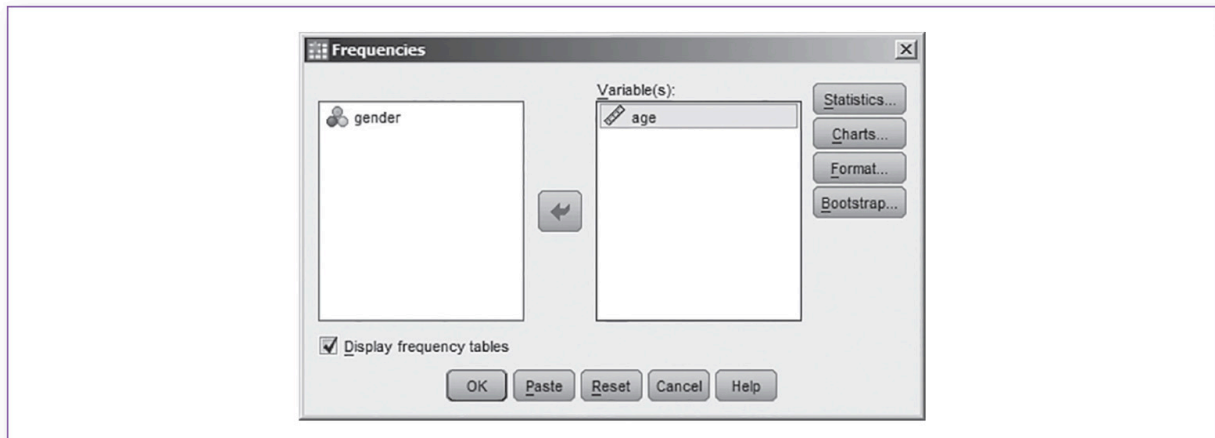 Frequencies
gender
Variable(s):
age
Statistics...
Charts...
Format...
Bootstrap...
Display frequency tables
OK Paste Reset Cancel Help